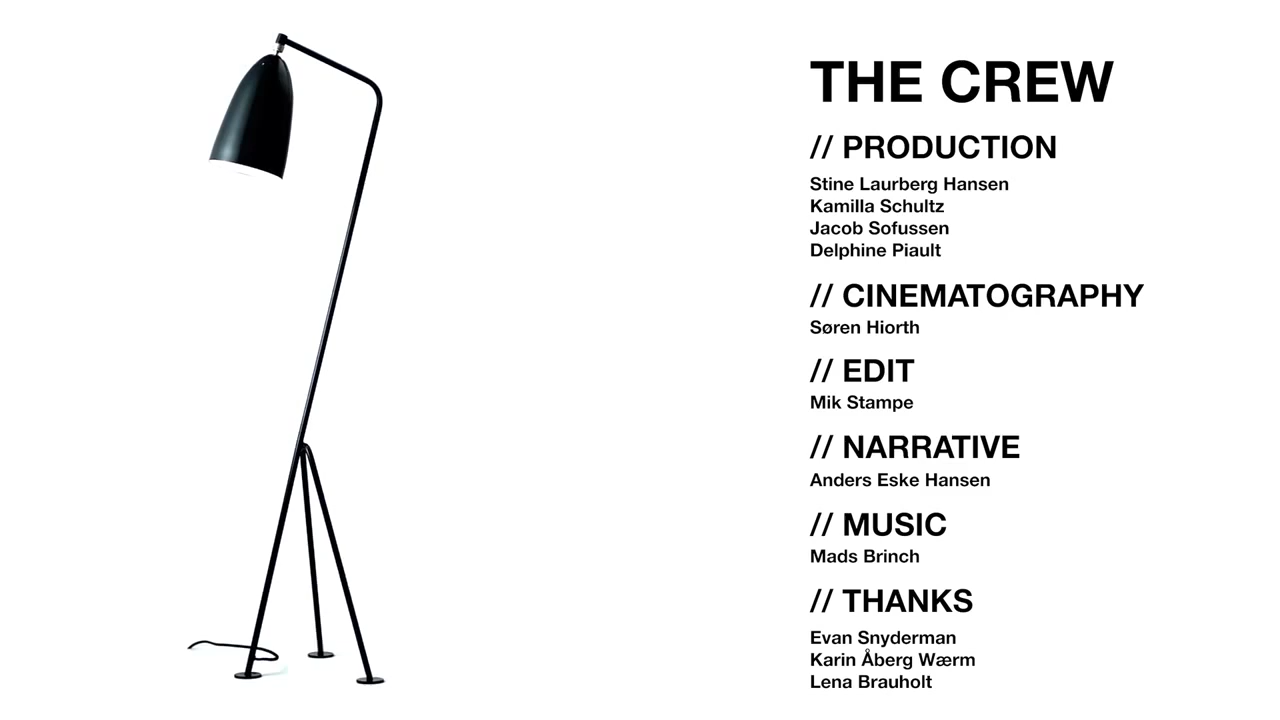 THE CREW
// PRODUCTION
Stine Laurberg Hansen
Kamilla Schultz
Jacob Sofussen
Delphine Piault
// CINEMATOGRAPHY
Søren Hiorth
// EDIT
Mik Stampe
// NARRATIVE
Anders Eske Hansen
// MUSIC
Mads Brinch
// THANKS
Evan Snyderman
Karin Åberg Wærm
Lena Brauholt